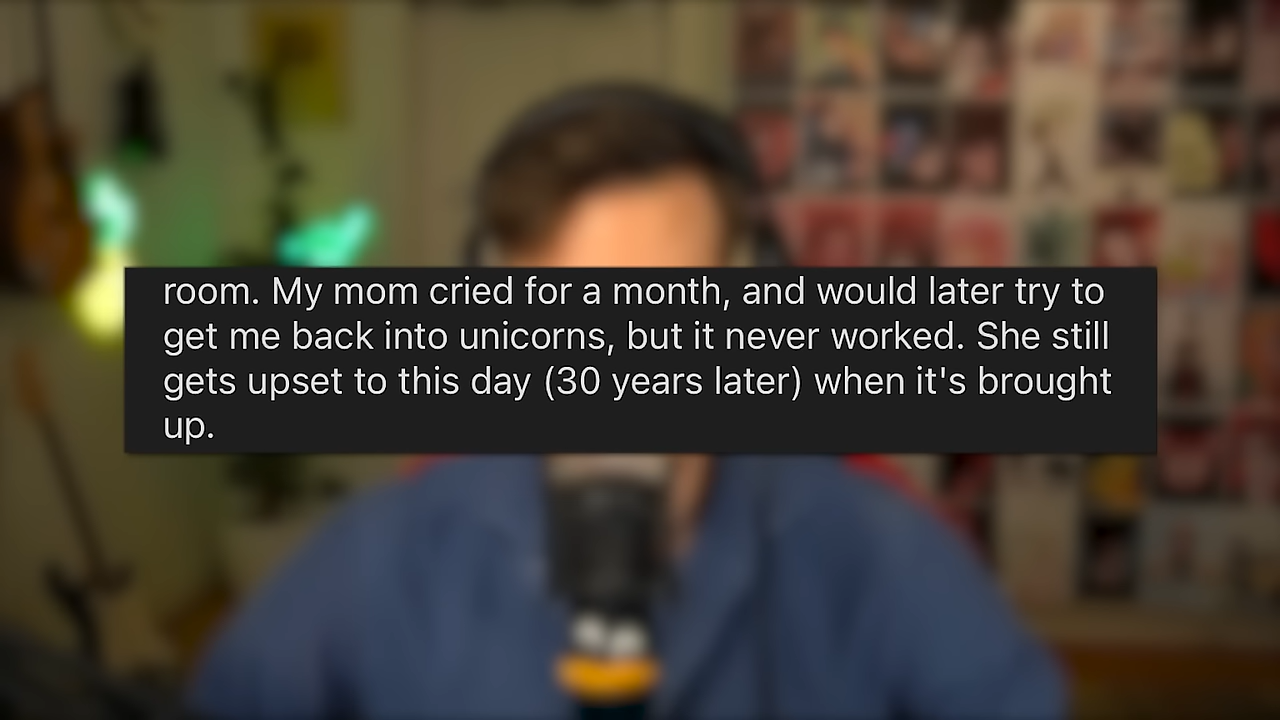 room. My mom cried for a month, and would later try to
get me back into unicorns, but it never worked. She still
gets upset to this day (30 years later) when it's brought
up.